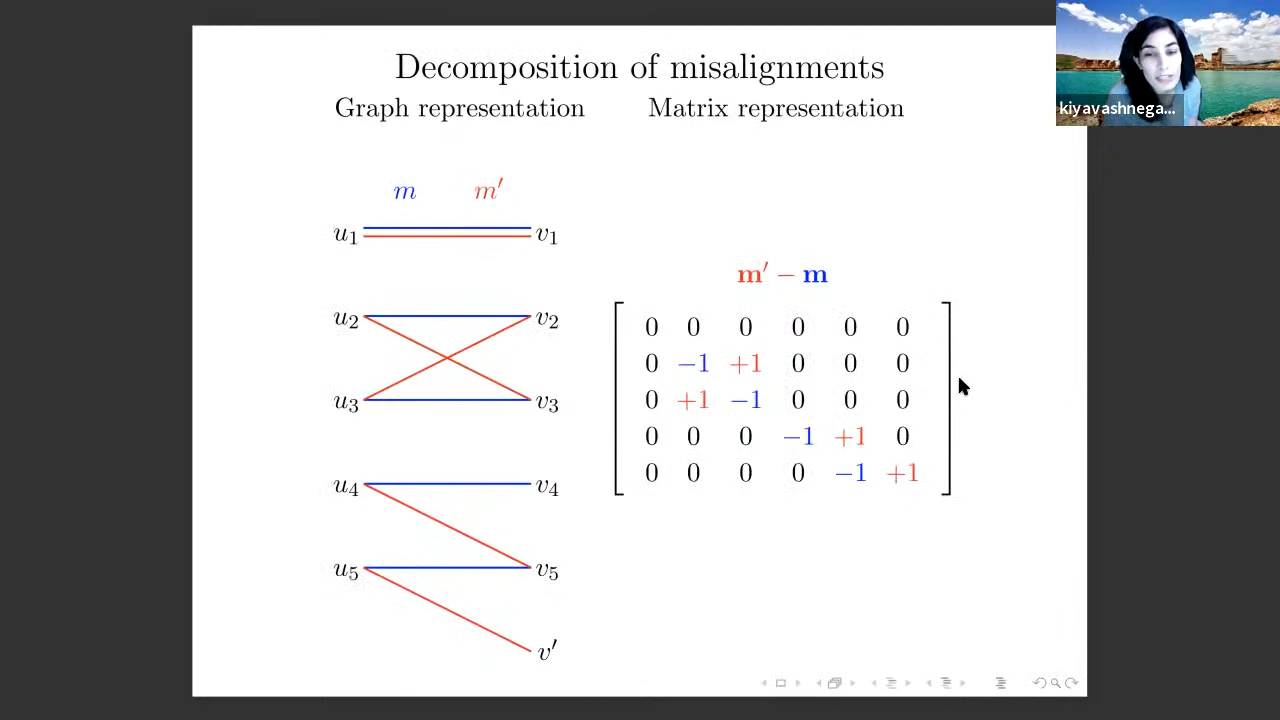 Decomposition of misalignments
Graph representation
Matrix representation
kiyavashnega...
m m′
u1 v1
u2 v2
u3 v3
u4 v4
u5 v5
v′
m′ − m
0 0 0 0 0 0
0 −1 +1 0 0 0
0 +1 −1 0 0 0
0 0 0 −1 +1 0
0 0 0 0 −1 +1